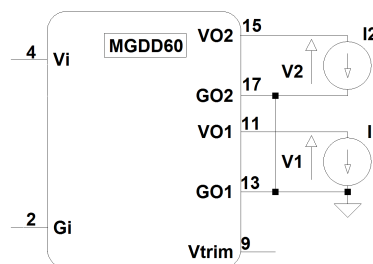 MGDD60
4 Vi
2 Gi
VO2 15
V2
I2
GO2 17
VO1 11
V1
I
GO1 13
Vtrim 9